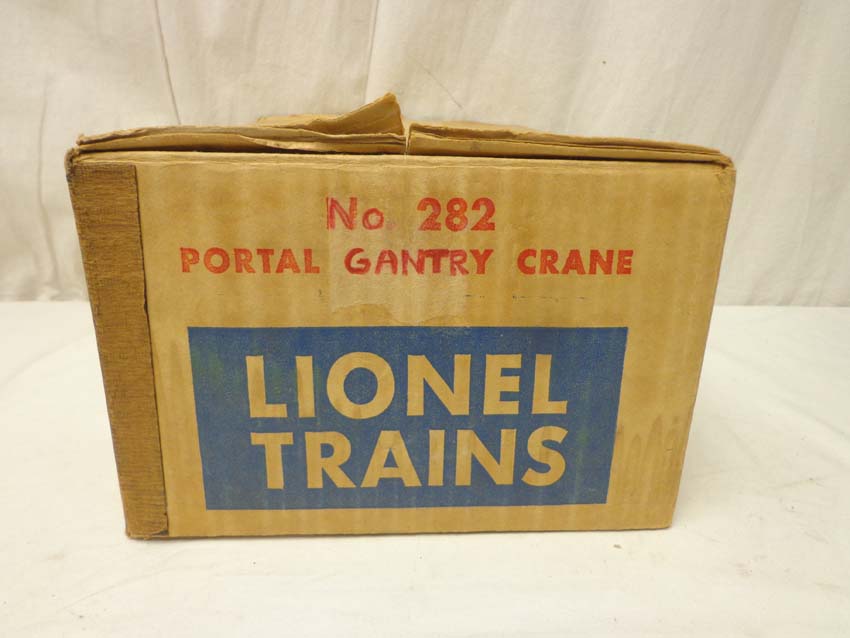 No. 282
PORTAL GANTRY CRANE
LIONEL
TRAINS